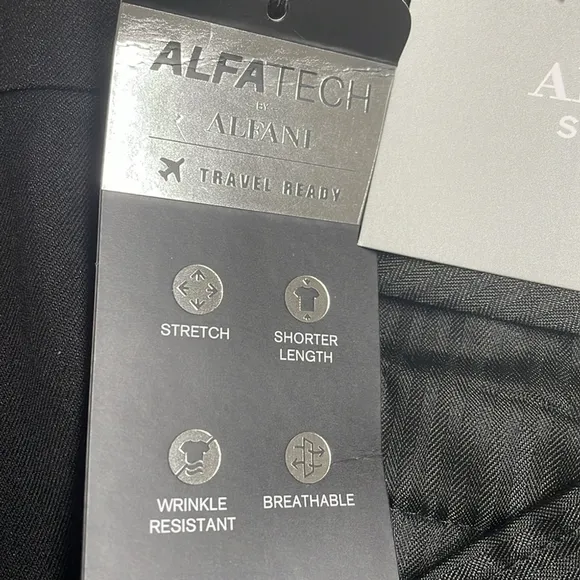 ALFATECH
BY
ALFANI
TRAVEL READY
STRETCH
SHORTER
LENGTH
WRINKLE
RESISTANT
BREATHABLE